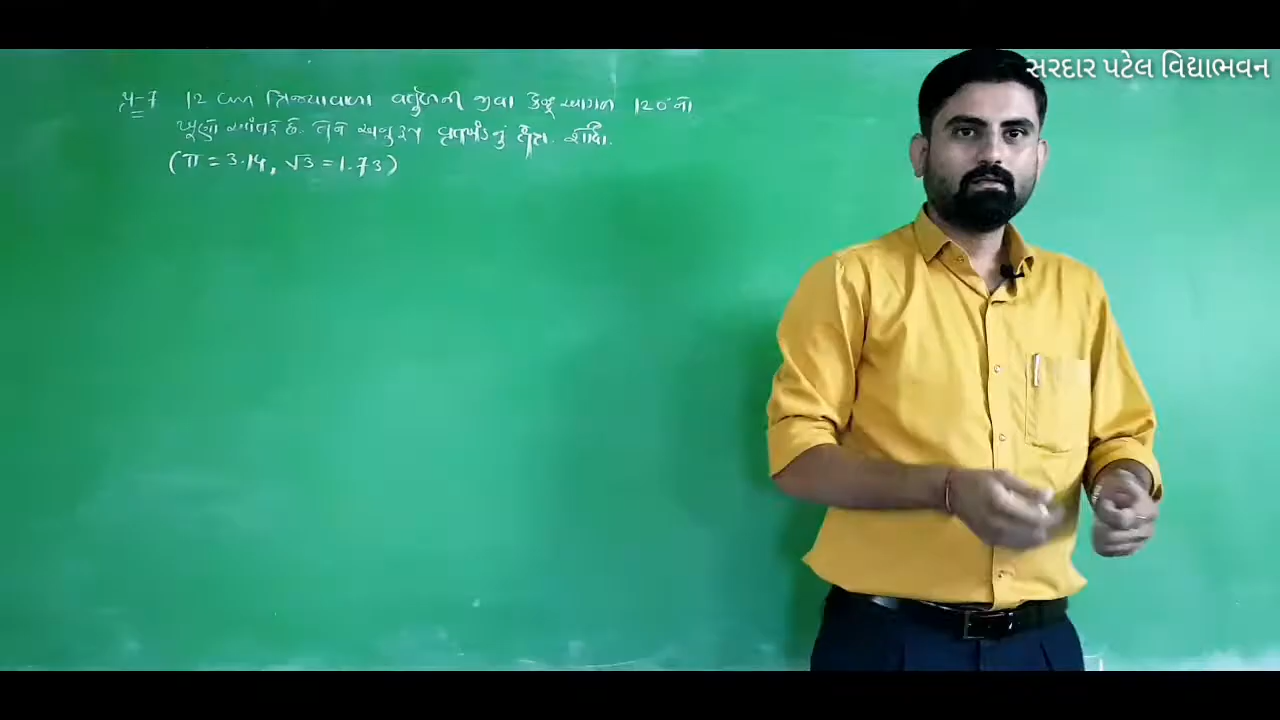 સરદાર પટેલ વિદ્યાભવન
પ્ર-7 12 cm ત્રિજ્યાવાળા વર્તુળની જીવા કેન્દ્ર આગળ 120° નો
ખૂણો આંતરે છે. તેને અનુરૂપ વૃત્તખંડનું ક્ષેત્રફળ શોધો.
(π = 3.14, √3 = 1.73)